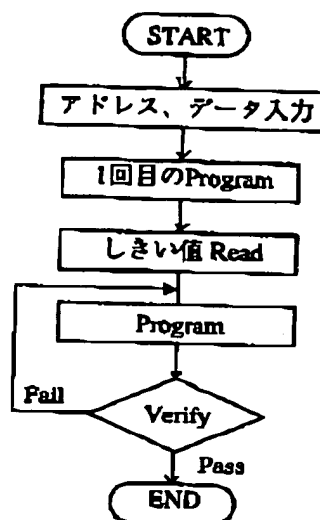 START
アドレス、データ入力
1回目のProgram
しきい値 Read
Program
Fail
Verify
Pass
END